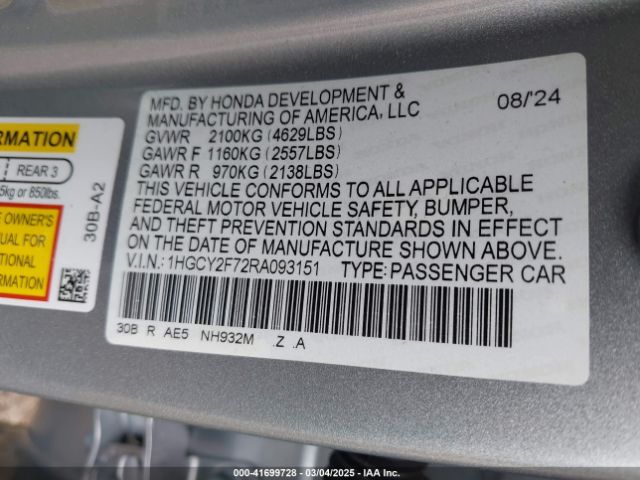 MFD. BY HONDA DEVELOPMENT &
MANUFACTURING OF AMERICA, LLC 08/'24
GVWR 2100KG (4629LBS)
GAWR F 1160KG (2557LBS)
GAWR R 970KG (2138LBS)
THIS VEHICLE CONFORMS TO ALL APPLICABLE
FEDERAL MOTOR VEHICLE SAFETY, BUMPER,
AND THEFT PREVENTION STANDARDS IN EFFECT
ON THE DATE OF MANUFACTURE SHOWN ABOVE.
V.I.N.: 1HGCY2F72RA093151 TYPE: PASSENGER CAR
30B R AE5 NH932M .Z .A
RMATION
REAR 3
5kg or 850lbs.
OWNER'S
FOR
30B-A2
000-41699728 - 03/04/2025 - IAA Inc.